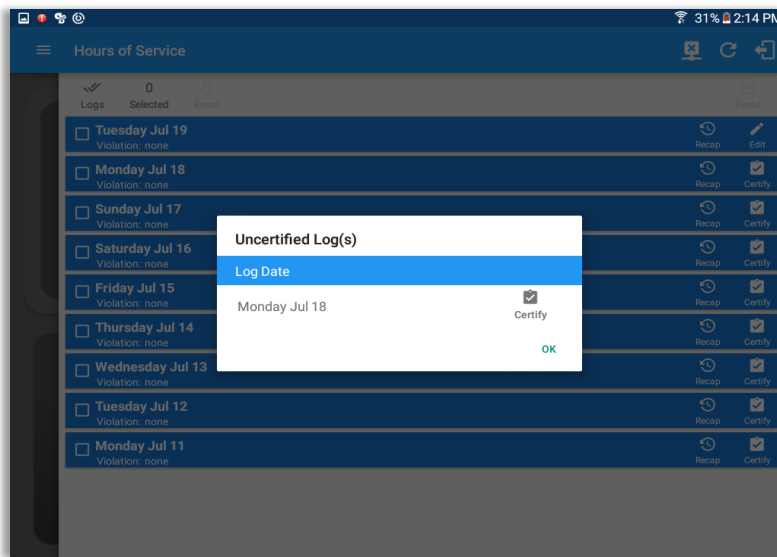 31% 2:14 PM
Hours of Service
0
Logs Selected Reset Email
Tuesday Jul 19
Violation: none
Recap Edit
Monday Jul 18
Violation: none
Recap Certify
Sunday Jul 17
Violation: none
Recap Certify
Saturday Jul 16
Violation: none
Recap Certify
Friday Jul 15
Violation: none
Recap Certify
Thursday Jul 14
Violation: none
Recap Certify
Wednesday Jul 13
Violation: none
Recap Certify
Tuesday Jul 12
Violation: none
Recap Certify
Monday Jul 11
Violation: none
Recap Certify
Uncertified Log(s)
Log Date
Monday Jul 18
Certify
OK